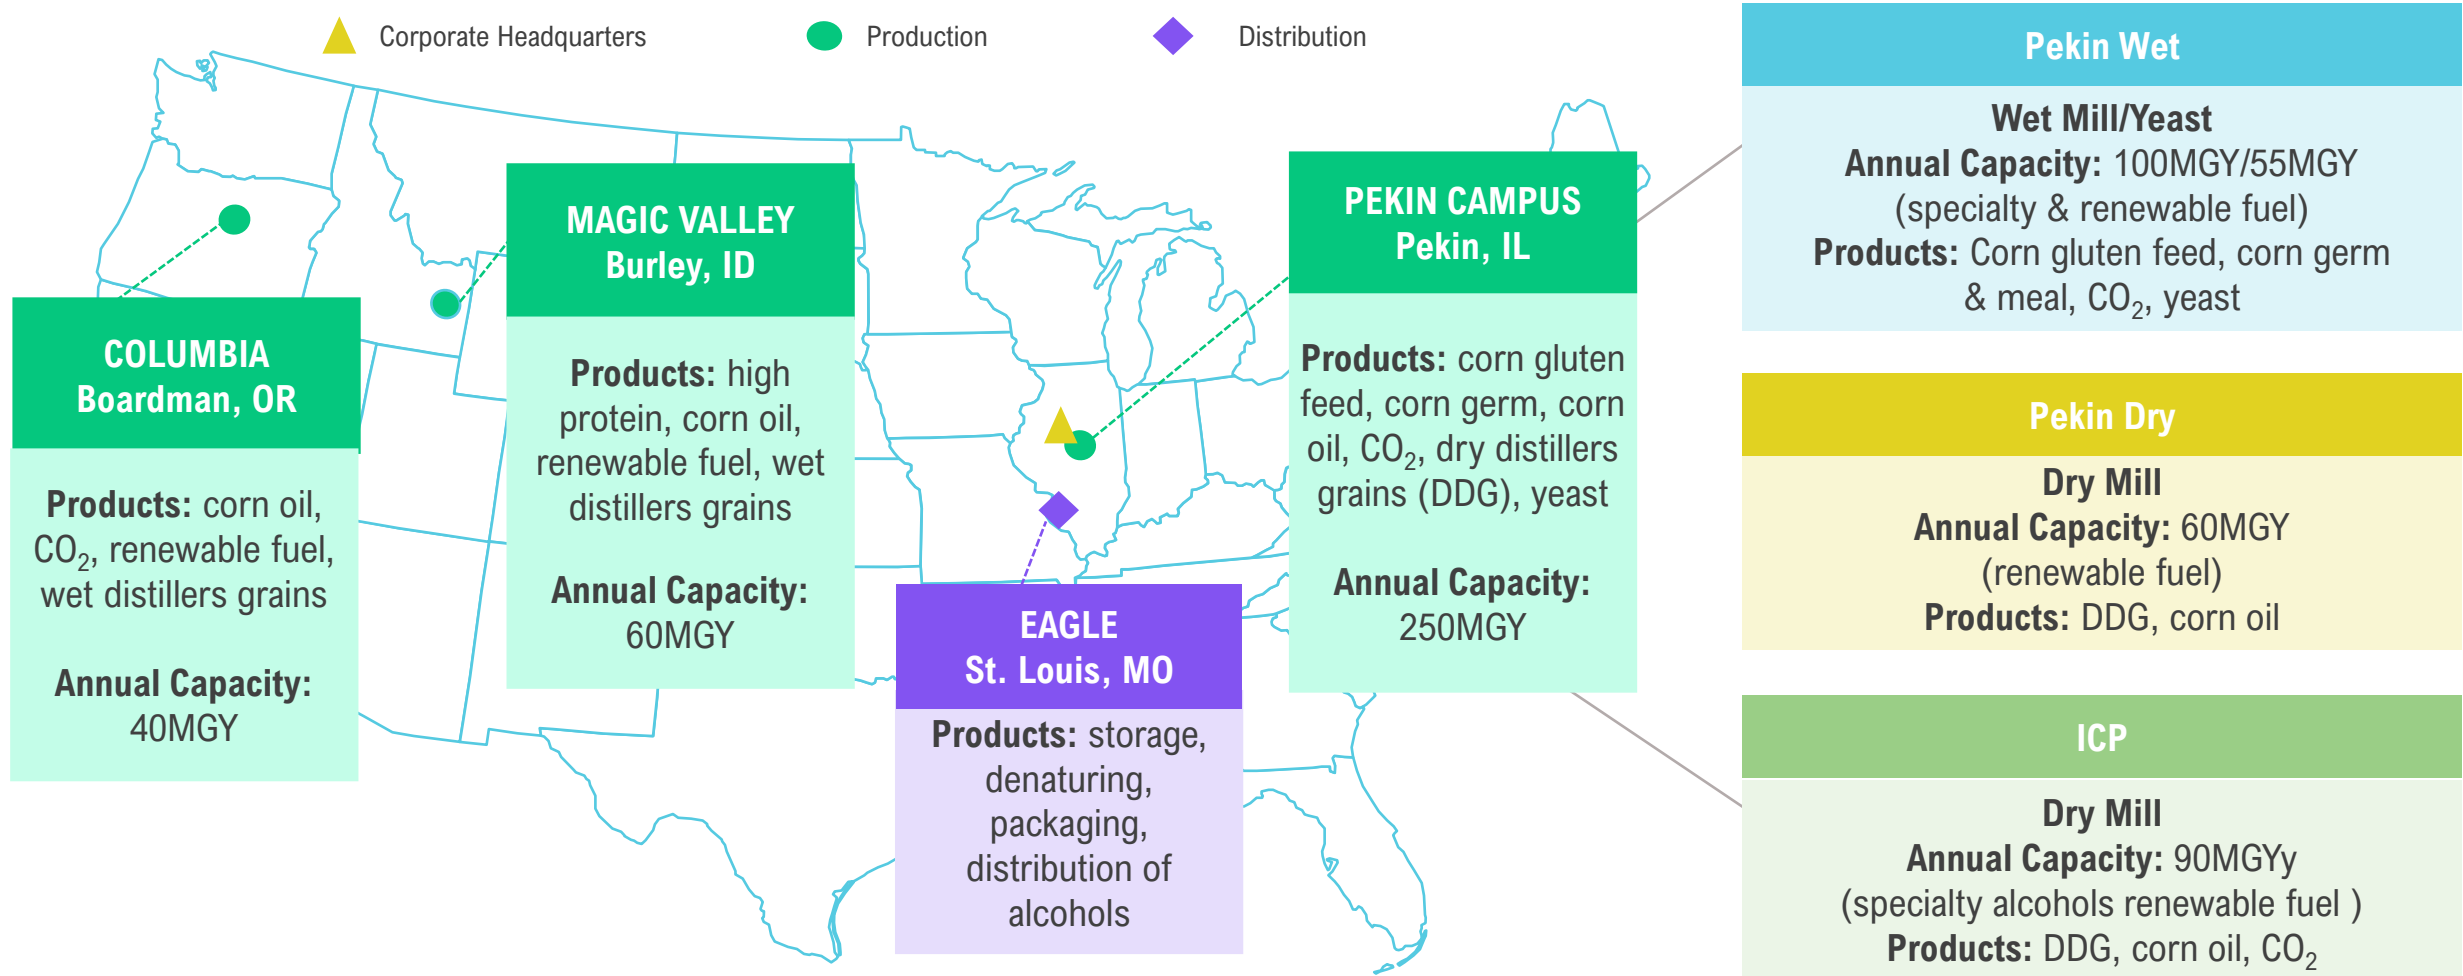 Corporate Headquarters
Production
Distribution
COLUMBIA
Boardman, OR
Products: corn oil,
CO₂, renewable fuel,
wet distillers grains
Annual Capacity:
40MGY
MAGIC VALLEY
Burley, ID
Products: high
protein, corn oil,
renewable fuel, wet
distillers grains
Annual Capacity:
60MGY
EAGLE
St. Louis, MO
Products: storage,
denaturing,
packaging,
distribution of
alcohols
PEKIN CAMPUS
Pekin, IL
Products: corn gluten
feed, corn germ, corn
oil, CO₂, dry distillers
grains (DDG), yeast
Annual Capacity:
250MGY
Pekin Wet
Wet Mill/Yeast
Annual Capacity: 100MGY/55MGY
(specialty & renewable fuel)
Products: Corn gluten feed, corn germ
& meal, CO₂, yeast
Pekin Dry
Dry Mill
Annual Capacity: 60MGY
(renewable fuel)
Products: DDG, corn oil
ICP
Dry Mill
Annual Capacity: 90MGYy
(specialty alcohols renewable fuel )
Products: DDG, corn oil, CO₂